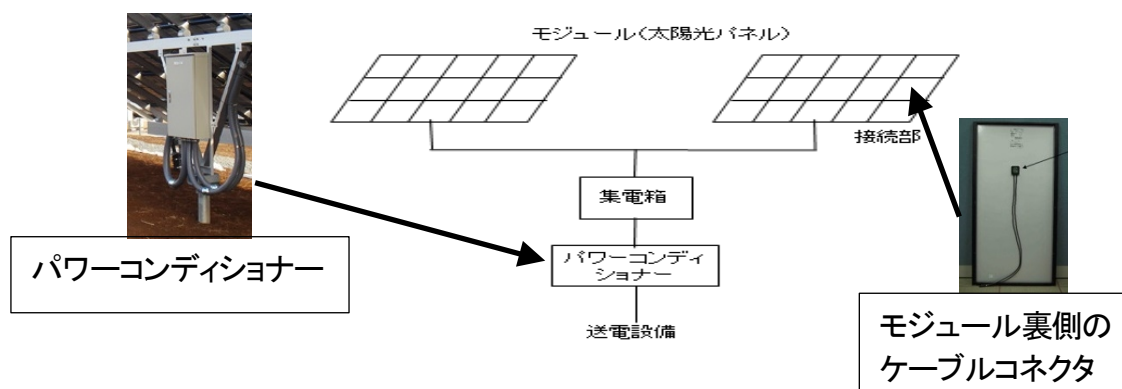 モジュール(太陽光パネル)
接続部
集電箱
パワーコンディショナー
パワーコンディ
ショナー
送電設備
モジュール裏側の
ケーブルコネクタ